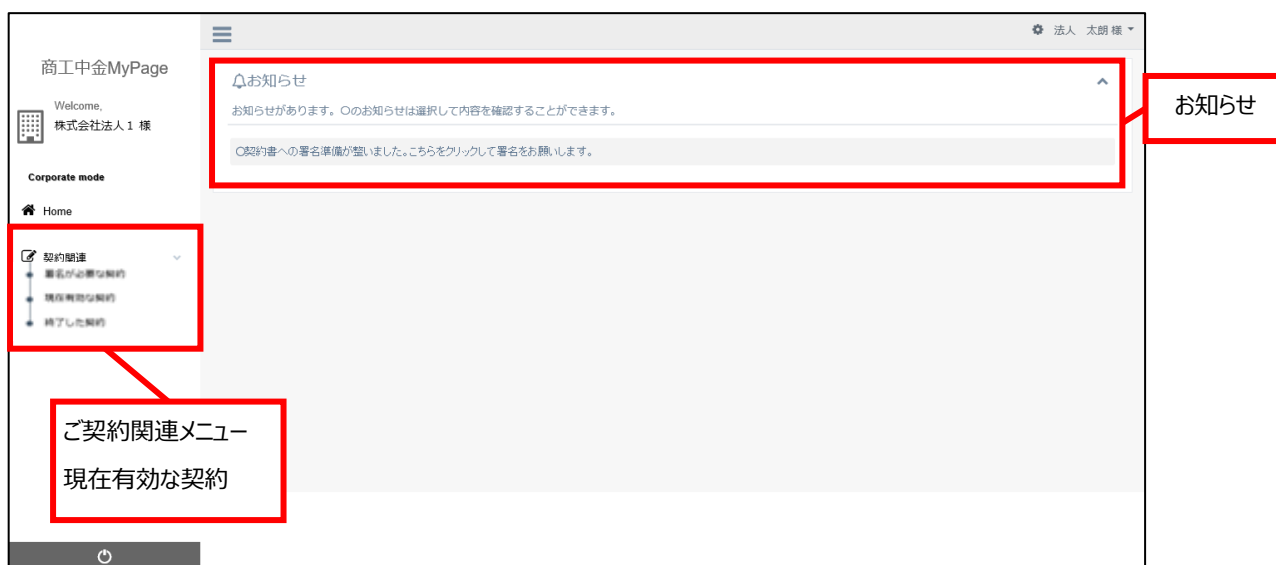 法人 太朗 様
商工中金MyPage
Welcome,
株式会社法人1 様
Corporate mode
Home
契約関連
署名が必要な契約
現在有効な契約
終了した契約
お知らせ
お知らせがあります。〇のお知らせは選択して内容を確認することができます。
〇契約書への署名準備が整いました。こちらをクリックして署名をお願いします。
お知らせ
ご契約関連メニュー
現在有効な契約